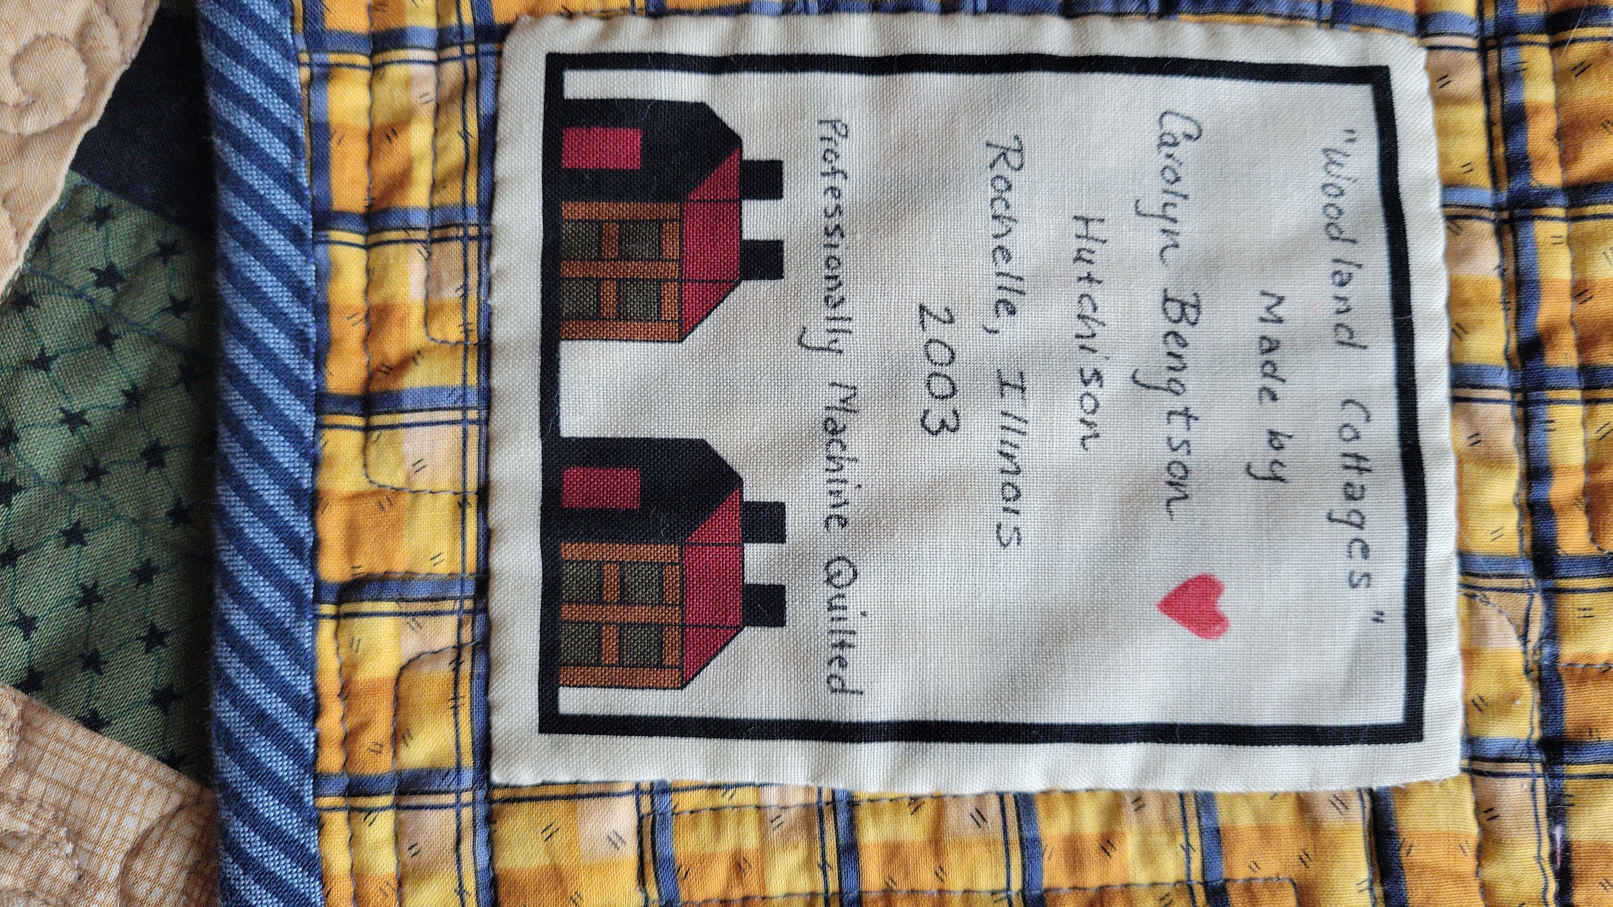 "Woodland Cottages"
Made by
Carolyn Bengtson
Hutchison
Rochelle, Illinois
2003
Professionally Machine Quilted